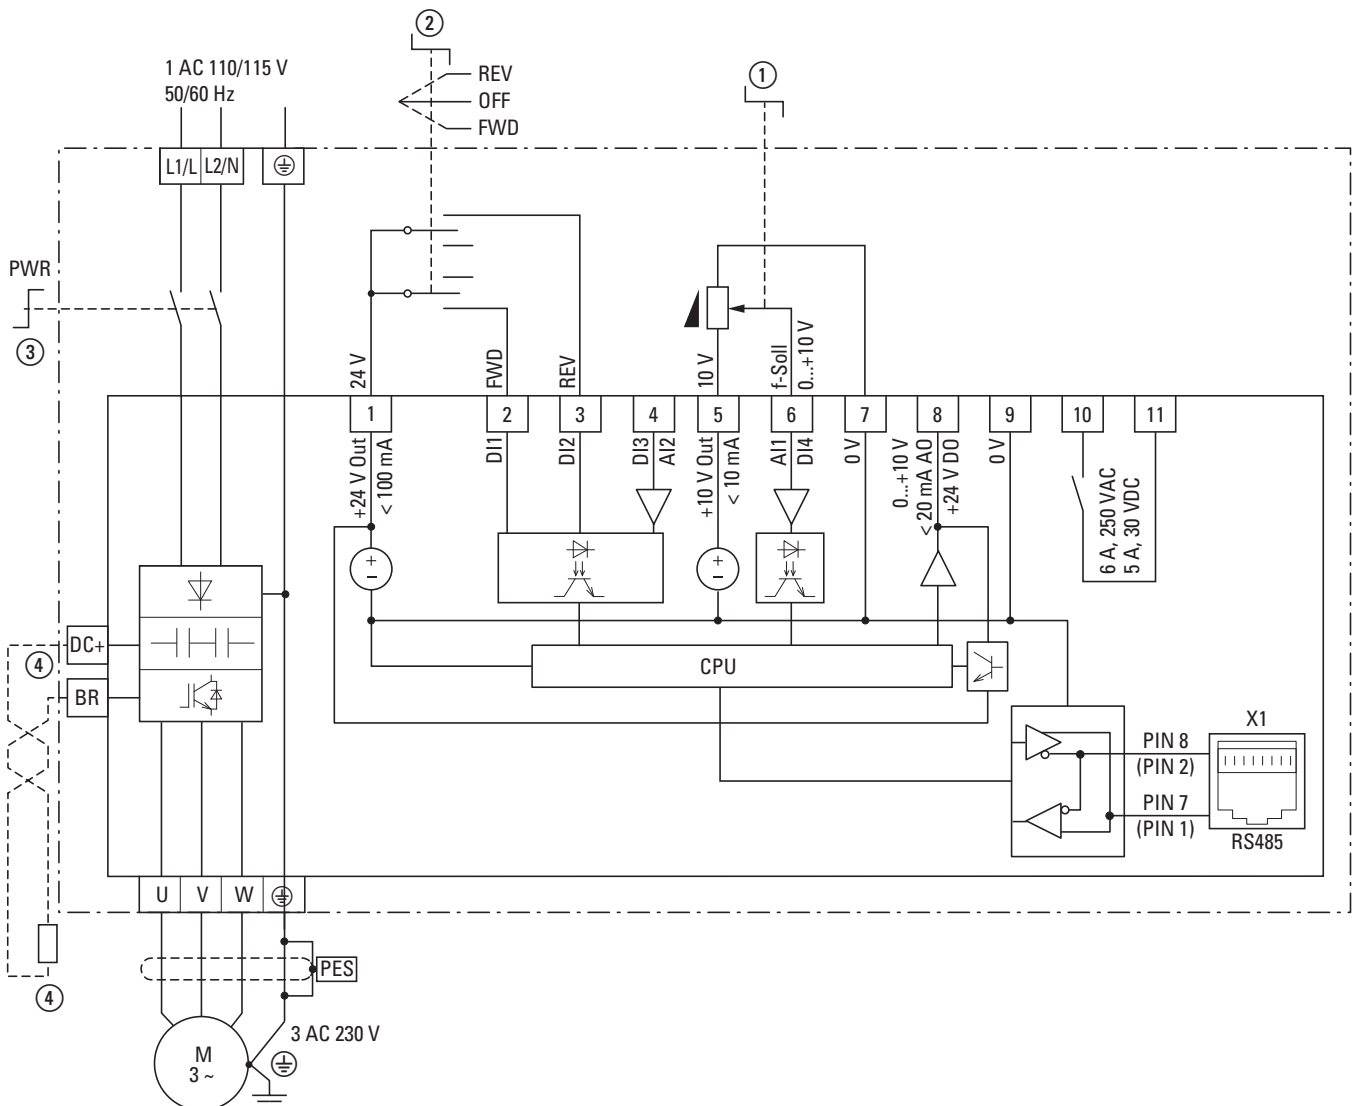 2
1 AC 110/115 V
50/60 Hz
REV
OFF
FWD
1
L1/L
L2/N
PWR
3
24 V
FWD
REV
10 V
f-Soll
0...+10 V
1
2
3
4
5
6
7
8
9
10
11
+24 V Out
< 100 mA
DI1
DI2
DI3
AI2
+10 V Out
< 10 mA
AI1
DI4
0 V
0...+10 V
< 20 mA AO
+24 V DO
0 V
6 A, 250 VAC
5 A, 30 VDC
+
-
+
-
DC+
4
BR
CPU
X1
PIN 8
(PIN 2)
PIN 7
(PIN 1)
RS485
U
V
W
PES
4
3 AC 230 V
M
3 ~